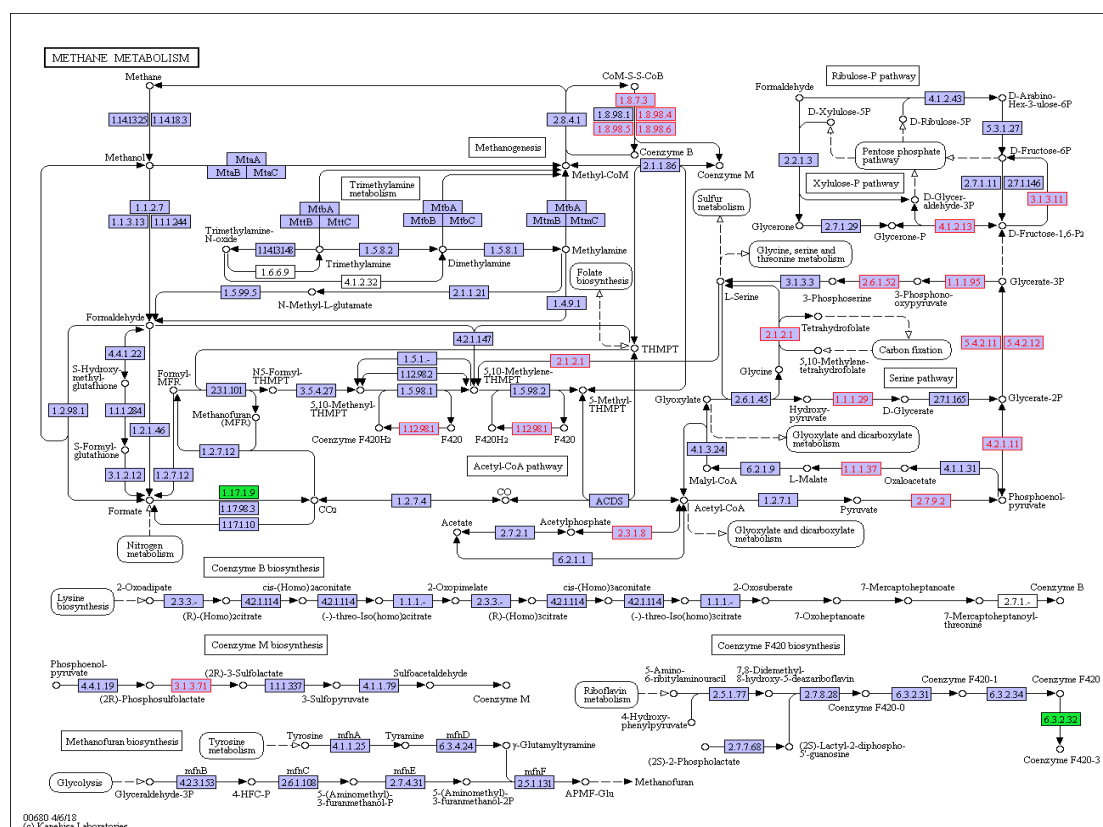 METHANE METABOLISM
Methane
CoM-S-S-CoB
Ribulose-P pathway
Formaldehyde
D-Arabino-
Hex-3-ulose-6P
1.14.13.25 1.14.18.3
2.8.4.1
1.8.7.3
1.8.98.1 1.8.98.4
1.8.98.5 1.8.98.6
4.1.2.43
D-Xylulose-5P
D-Ribulose-5P
5.3.1.27
Methanogenesis
Coenzyme B
Methanol
MtaA
MtaB MtaC
Methyl-CoM
2.1.1.86
Coenzyme M
2.2.1.3
Pentose phosphate
pathway
D-Fructose-6P
Trimethylamine
metabolism
Sulfur
metabolism
Xylulose-P pathway
2.7.1.11 2.7.1.146
3.1.3.11
D-Glycer-
aldehyde-3P
1.1.2.7
1.1.3.13 1.1.1.244
MtbA
MttB MttC
MtbA
MtbB MtbC
MtbA
MtmB MtmC
Glycerone
2.7.1.29
Glycerone-P
4.1.2.13
D-Fructose-1,6-P2
Trimethylamine-
N-oxide
1.14.13.148
Trimethylamine
1.5.8.2
Dimethylamine
1.5.8.1
Methylamine
1.6.6.9
4.1.2.32
Glycine, serine and
threonine metabolism
Folate
biosynthesis
1.5.99.5
N-Methyl-L-glutamate
2.1.1.21
1.4.9.1
L-Serine
3.1.3.3
3-Phosphoserine
2.6.1.52
3-Phosphono-
oxypyruvate
1.1.1.95
Glycerate-3P
Formaldehyde
4.2.1.147
THMPT
2.1.2.1
Tetrahydrofolate
5.4.2.11 5.4.2.12
4.4.1.22
1.5.1.-
1.12.98.2
2.1.2.1
5,10-Methylene-
tetrahydrofolate
Carbon fixation
S-Hydroxy-
methyl-
glutathione
Formyl-
MFR
2.3.1.101
N5-Formyl-
THMPT
3.5.4.27
5,10-Methenyl-
THMPT
1.5.98.1
5,10-Methylene-
THMPT
1.5.98.2
5-Methyl-
THMPT
Glycine
Serine pathway
Glyoxylate
2.6.1.45
Hydroxy-
pyruvate
1.1.1.29
D-Glycerate
2.7.1.165
Glycerate-2P
1.2.98.1
1.1.1.284
Methanofuran
(MFR)
1.2.1.46
Coenzyme F420H2
1.12.98.1
F420
F420H2
1.12.98.1
F420
Glyoxylate and dicarboxylate
metabolism
S-Formyl-
glutathione
1.2.7.12
Acetyl-CoA pathway
4.1.3.24
4.2.1.11
3.1.2.12
1.2.7.12
Malyl-CoA
6.2.1.9
L-Malate
1.1.1.37
Oxaloacetate
4.1.1.31
Formate
1.17.1.9
1.17.98.3
1.17.1.10
CO2
1.2.7.4
CO
ACDS
Acetyl-CoA
1.2.7.1
Pyruvate
2.7.9.2
Phosphoenol-
pyruvate
Nitrogen
metabolism
Acetate
2.7.2.1
Acetylphosphate
2.3.1.8
6.2.1.1
Glyoxylate and dicarboxylate
metabolism
Coenzyme B biosynthesis
Lysine
biosynthesis
2-Oxoadipate
2.3.3.-
(R)-(Homo)2citrate
4.2.1.114
cis-(Homo)2aconitate
4.2.1.114
(-)-threo-Iso(homo)2citrate
1.1.1.-
2-Oxopimelate
2.3.3.-
(R)-(Homo)3citrate
4.2.1.114
cis-(Homo)3aconitate
4.2.1.114
(-)-threo-Iso(homo)3citrate
1.1.1.-
2-Oxosuberate
7-Oxoheptanoate
7-Mercaptoheptanoate
7-Mercaptoheptanoyl-
threonine
2.7.1.-
Coenzyme B
Coenzyme M biosynthesis
Phosphoenol-
pyruvate
4.4.1.19
(2R)-Phosphosulfolactate
3.1.3.71
(2R)-3-Sulfolactate
1.1.1.337
3-Sulfopyruvate
4.1.1.79
Sulfoacetaldehyde
Coenzyme M
Coenzyme F420 biosynthesis
Riboflavin
metabolism
5-Amino-
6-ribitylaminouracil
4-Hydroxy-
phenylpyruvate
2.5.1.77
7,8-Didemethyl-
8-hydroxy-5-deazariboflavin
2.7.8.28
Coenzyme F420-0
6.3.2.31
Coenzyme F420-1
6.3.2.34
Coenzyme F420
6.3.2.32
Coenzyme F420-3
(2S)-2-Phospholactate
2.7.7.68
(2S)-Lactyl-2-diphospho-
5'-guanosine
Methanofuran biosynthesis
Tyrosine
metabolism
Tyrosine
mfnA
4.1.1.25
Tyramine
mfnD
6.3.4.24
γ-Glutamyltyramine
Glycolysis
Glyceraldehyde-3P
mfnB
4.2.3.153
4-HFC-P
mfnC
2.6.1.108
5-(Aminomethyl)-
3-furanmethanol-P
mfnE
2.7.4.31
5-(Aminomethyl)-
3-furanmethanol-2P
mfnF
2.5.1.131
APMF-Glu
Methanofuran
00680 4/6/18
(c) Kanehisa Laboratories